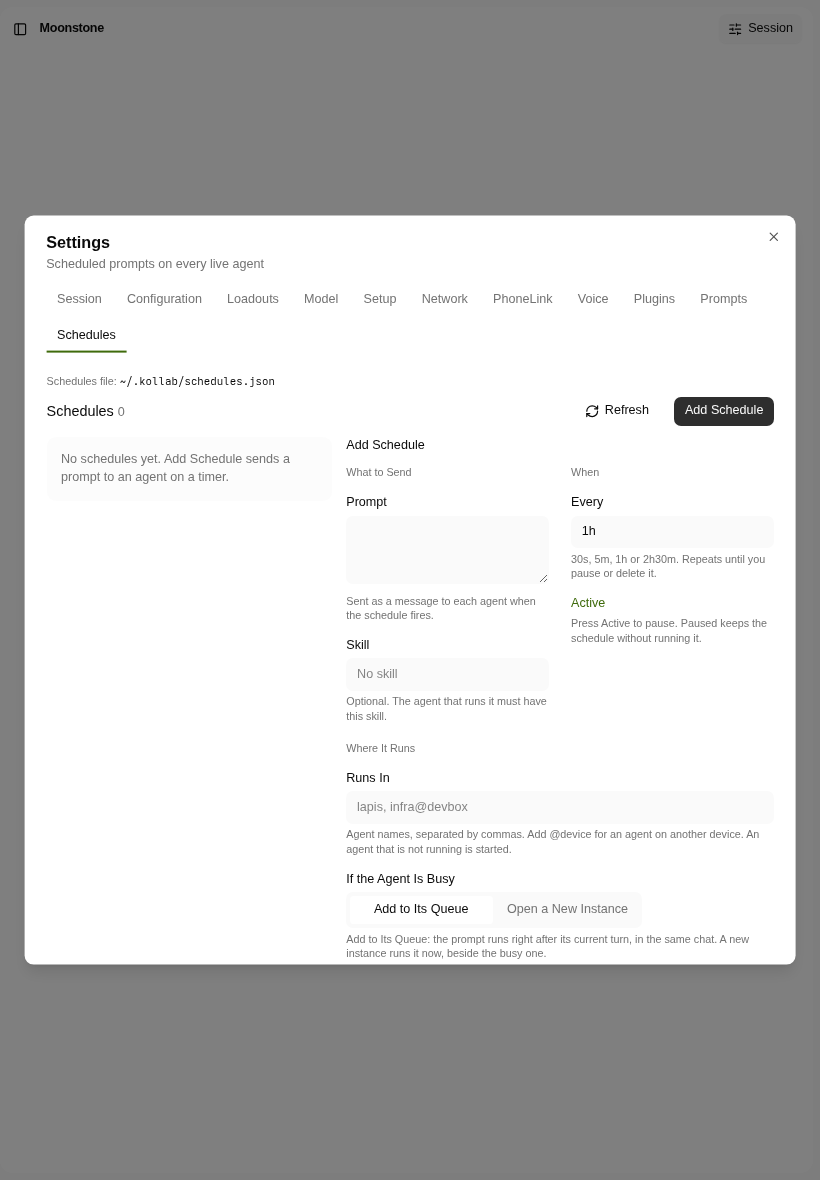 Moonstone
Session
Settings
Scheduled prompts on every live agent
Session Configuration Loadouts Model Setup Network PhoneLink Voice Plugins Prompts
Schedules
Schedules file: ~/.kollab/schedules.json
Schedules 0
Refresh
Add Schedule
No schedules yet. Add Schedule sends a
prompt to an agent on a timer.
Add Schedule
What to Send
Prompt
Sent as a message to each agent when
the schedule fires.
Skill
No skill
Optional. The agent that runs it must have
this skill.
When
Every
1h
30s, 5m, 1h or 2h30m. Repeats until you
pause or delete it.
Active
Press Active to pause. Paused keeps the
schedule without running it.
Where It Runs
Runs In
lapis, infra@devbox
Agent names, separated by commas. Add @device for an agent on another device. An
agent that is not running is started.
If the Agent Is Busy
Add to Its Queue Open a New Instance
Add to Its Queue: the prompt runs right after its current turn, in the same chat. A new
instance runs it now, beside the busy one.